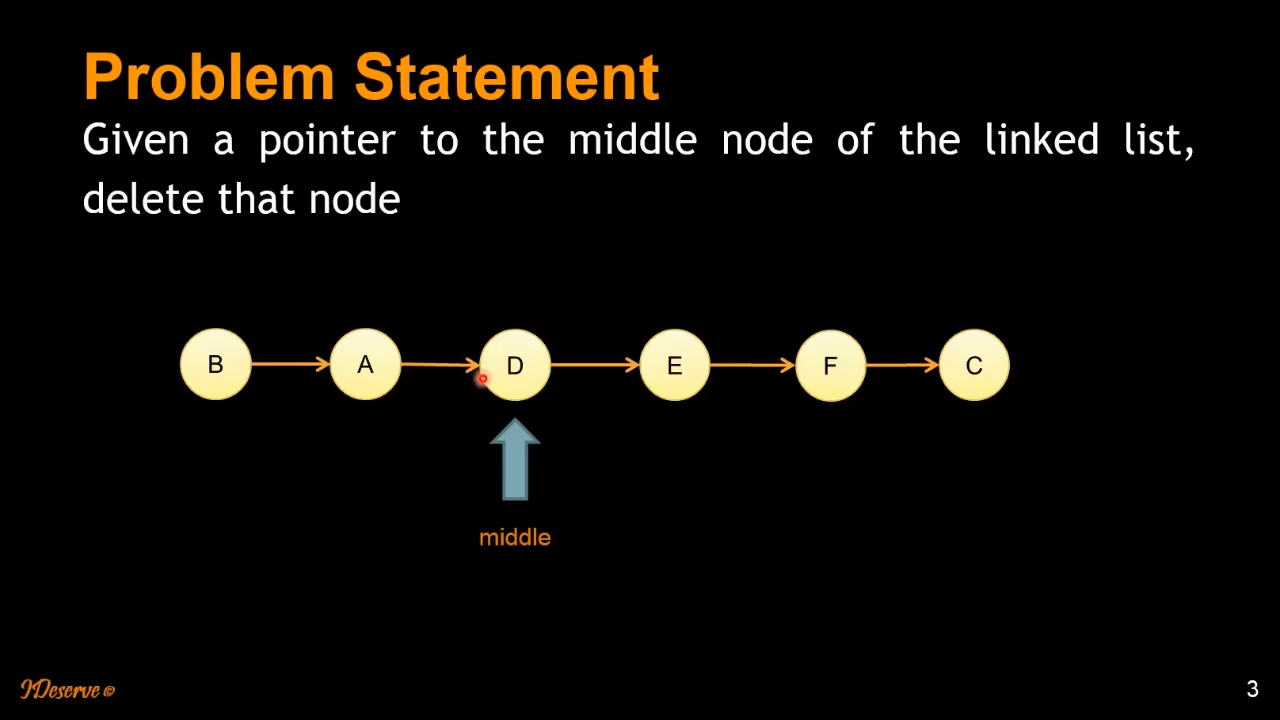 Problem Statement
Given a pointer to the middle node of the linked list,
delete that node
B A D E F C
middle
IDeserve ©
3